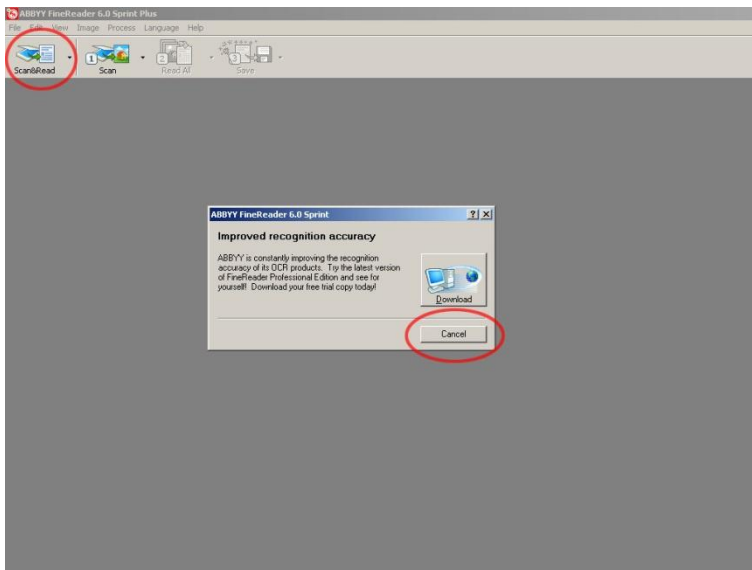 ABBYY FineReader 6.0 Sprint Plus
File Edit View Image Process Language Help
1 2 3
Scan&Read Scan Read All Save
ABBYY FineReader 6.0 Sprint
Improved recognition accuracy
ABBYY is constantly improving the recognition
accuracy of its OCR products. Try the latest version
of FineReader Professional Edition and see for
yourself! Download your free trial copy today!
Download
Cancel